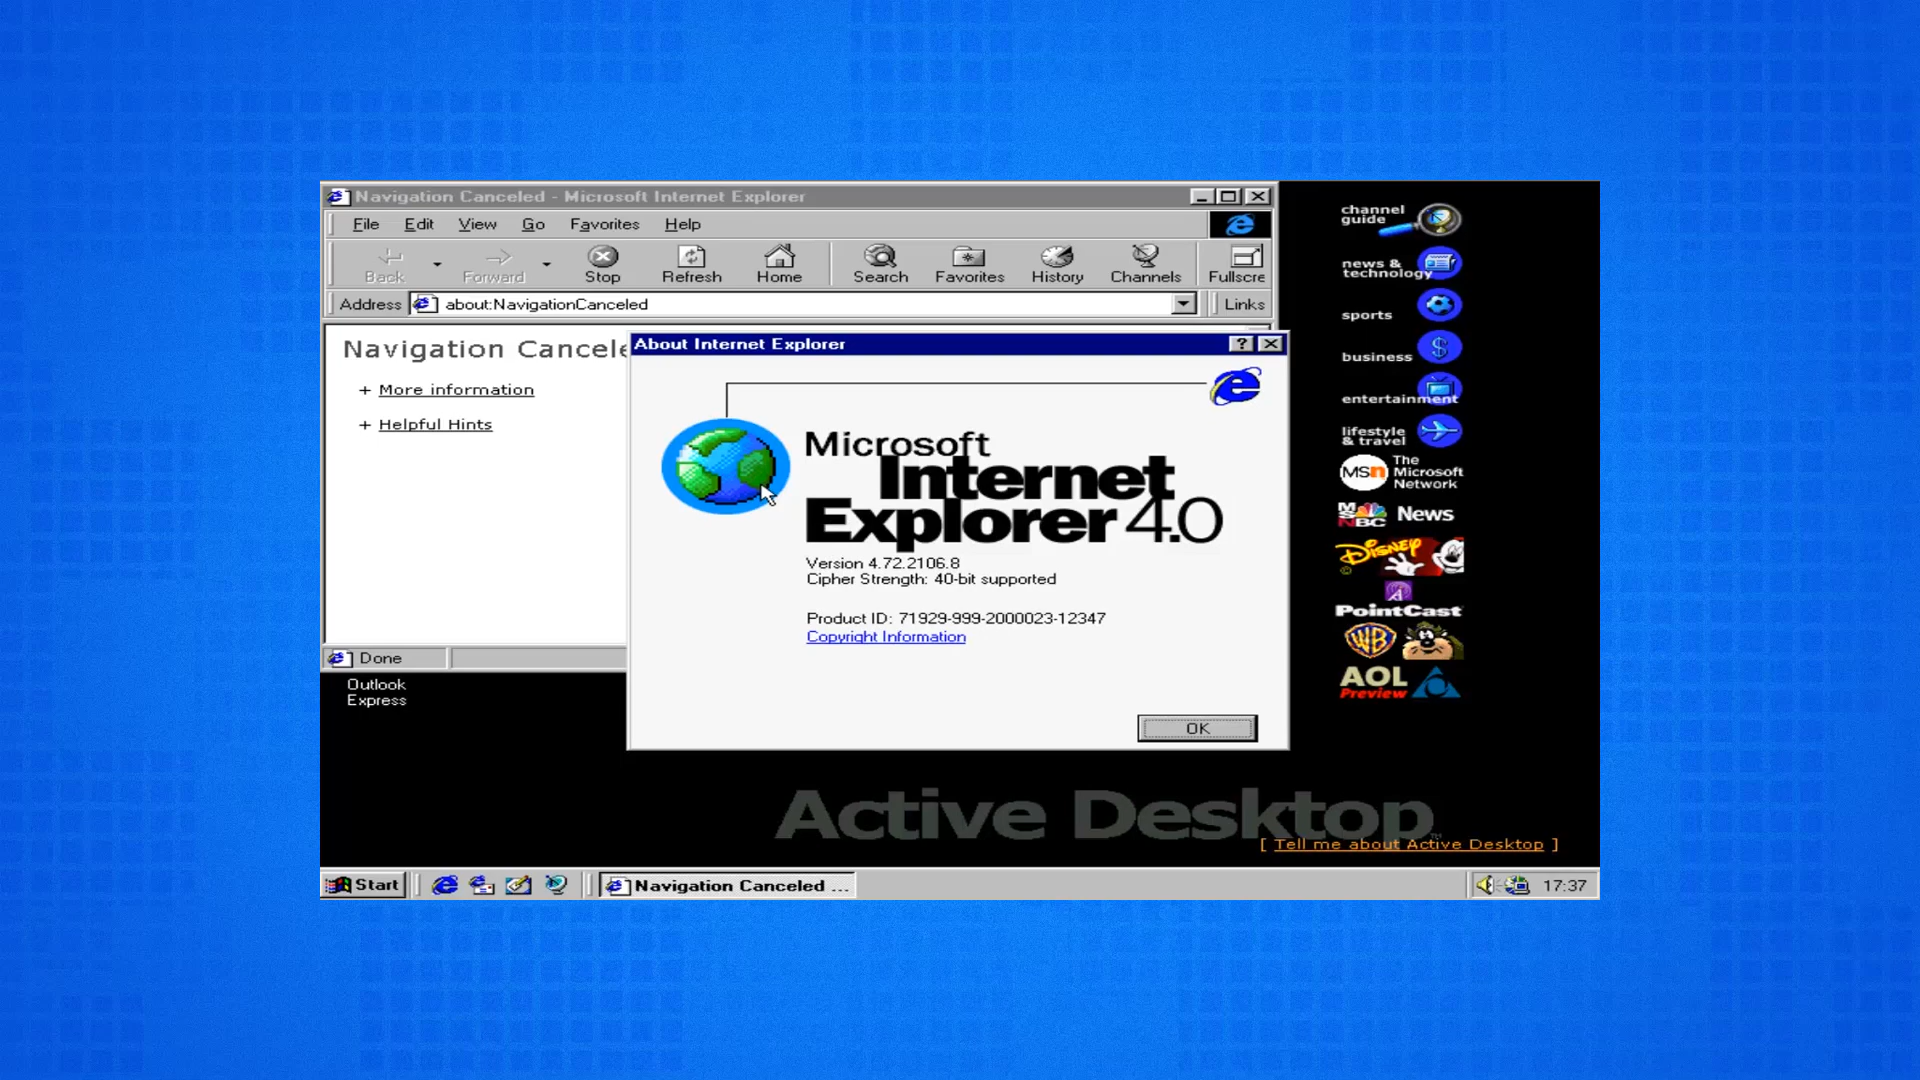 Navigation Canceled - Microsoft Internet Explorer
File Edit View Go Favorites Help
Back Forward Stop Refresh Home Search Favorites History Channels Fullscre
Address about:NavigationCanceled Links
Navigation Cancele
+ More information
+ Helpful Hints
Done
About Internet Explorer
Microsoft
Internet
Explorer 4.0
Version 4.72.2106.8
Cipher Strength: 40-bit supported
Product ID: 71929-999-2000023-12347
Copyright Information
OK
channel
guide
news &
technology
sports
$
business
entertainment
lifestyle
& travel
msn The
Microsoft
Network
MSNBC News
DISNEY
PointCast
WB
AOL
Preview
Outlook
Express
Active Desktop
[ Tell me about Active Desktop ]
Start Navigation Canceled ... 17:37